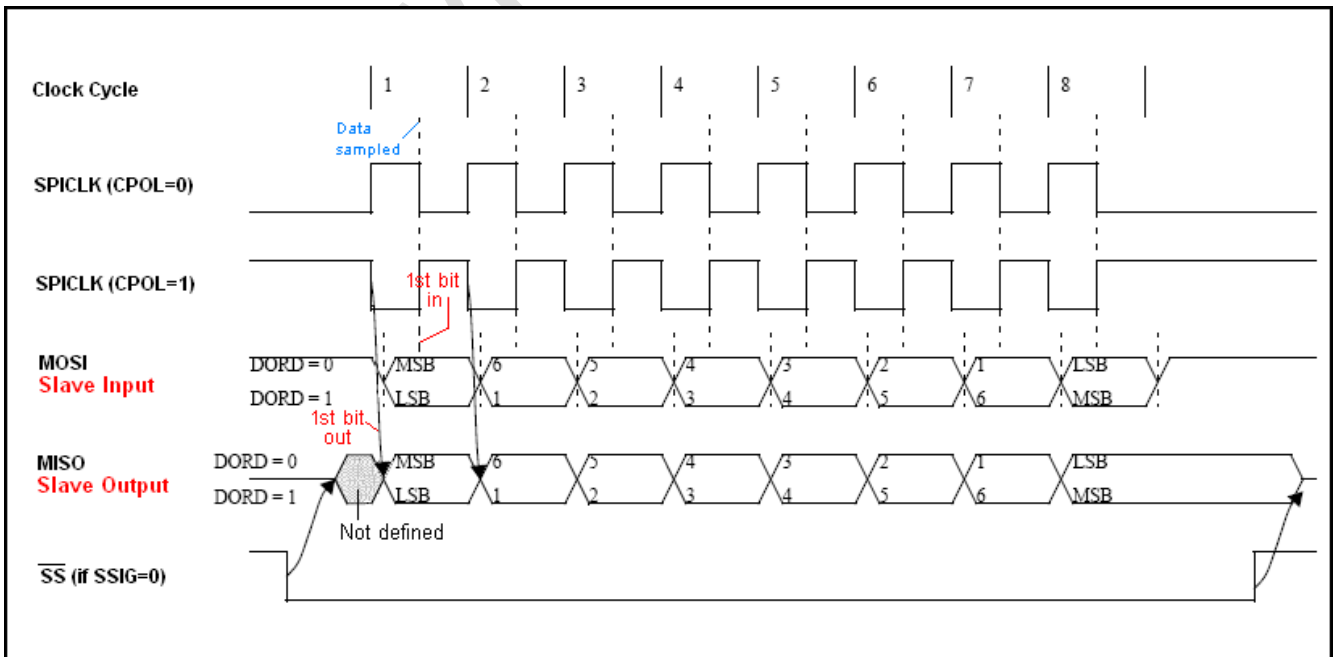 Clock Cycle 1 2 3 4 5 6 7 8
Data
sampled
SPICLK (CPOL=0)
SPICLK (CPOL=1)
1st bit
in
MOSI
Slave Input
DORD = 0 MSB 6 5 4 3 2 1 LSB
DORD = 1 LSB 1 2 3 4 5 6 MSB
1st bit
out
MISO
Slave Output
DORD = 0 MSB 6 5 4 3 2 1 LSB
DORD = 1 LSB 1 2 3 4 5 6 MSB
Not defined
SS (if SSIG=0)